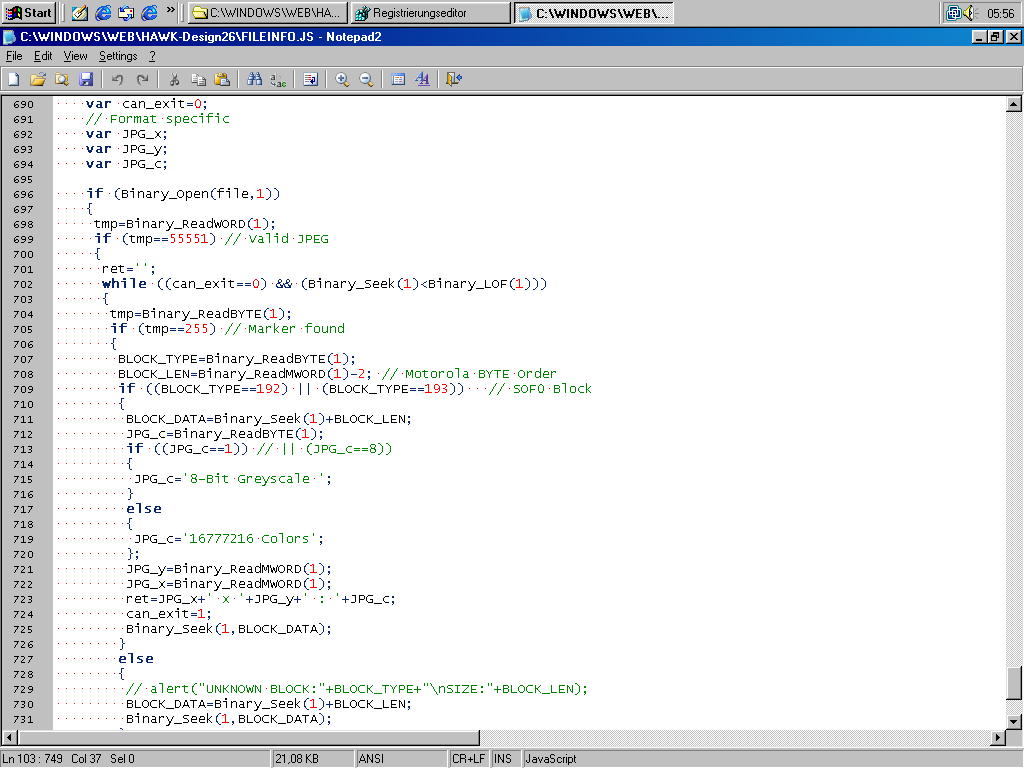 Start
»
C:\WINDOWS\WEB\HA...
Registrierungseditor
C:\WINDOWS\WEB\...
05:56
C:\WINDOWS\WEB\HAWK-Design26\FILEINFO.JS - Notepad2
File Edit View Settings ?
690 var can_exit=0;
691 // Format specific
692 var JPG_x;
693 var JPG_y;
694 var JPG_c;
695
696 if (Binary_Open(file,1))
697 {
698 tmp=Binary_ReadWORD(1);
699 if (tmp==55551) // Valid JPEG
700 {
701 ret='';
702 while ((can_exit==0) && (Binary_Seek(1)<Binary_LOF(1)))
703 {
704 tmp=Binary_ReadBYTE(1);
705 if (tmp==255) // Marker found
706 {
707 BLOCK_TYPE=Binary_ReadBYTE(1);
708 BLOCK_LEN=Binary_ReadMWORD(1)-2; // Motorola BYTE Order
709 if ((BLOCK_TYPE==192) || (BLOCK_TYPE==193))   // SOF0 Block
710 {
711 BLOCK_DATA=Binary_Seek(1)+BLOCK_LEN;
712 JPG_c=Binary_ReadBYTE(1);
713 if ((JPG_c==1)) // || (JPG_c==8))
714 {
715 JPG_c='8-Bit Greyscale ';
716 }
717 else
718 {
719 JPG_c='16777216 Colors';
720 };
721 JPG_y=Binary_ReadMWORD(1);
722 JPG_x=Binary_ReadMWORD(1);
723 ret=JPG_x+' x '+JPG_y+' : '+JPG_c;
724 can_exit=1;
725 Binary_Seek(1,BLOCK_DATA);
726 }
727 else
728 {
729 // alert("UNKNOWN BLOCK:"+BLOCK_TYPE+"\nSIZE:"+BLOCK_LEN);
730 BLOCK_DATA=Binary_Seek(1)+BLOCK_LEN;
731 Binary_Seek(1,BLOCK_DATA);
Ln 103 : 749 Col 37 Sel 0 21,08 KB ANSI CR+LF INS JavaScript